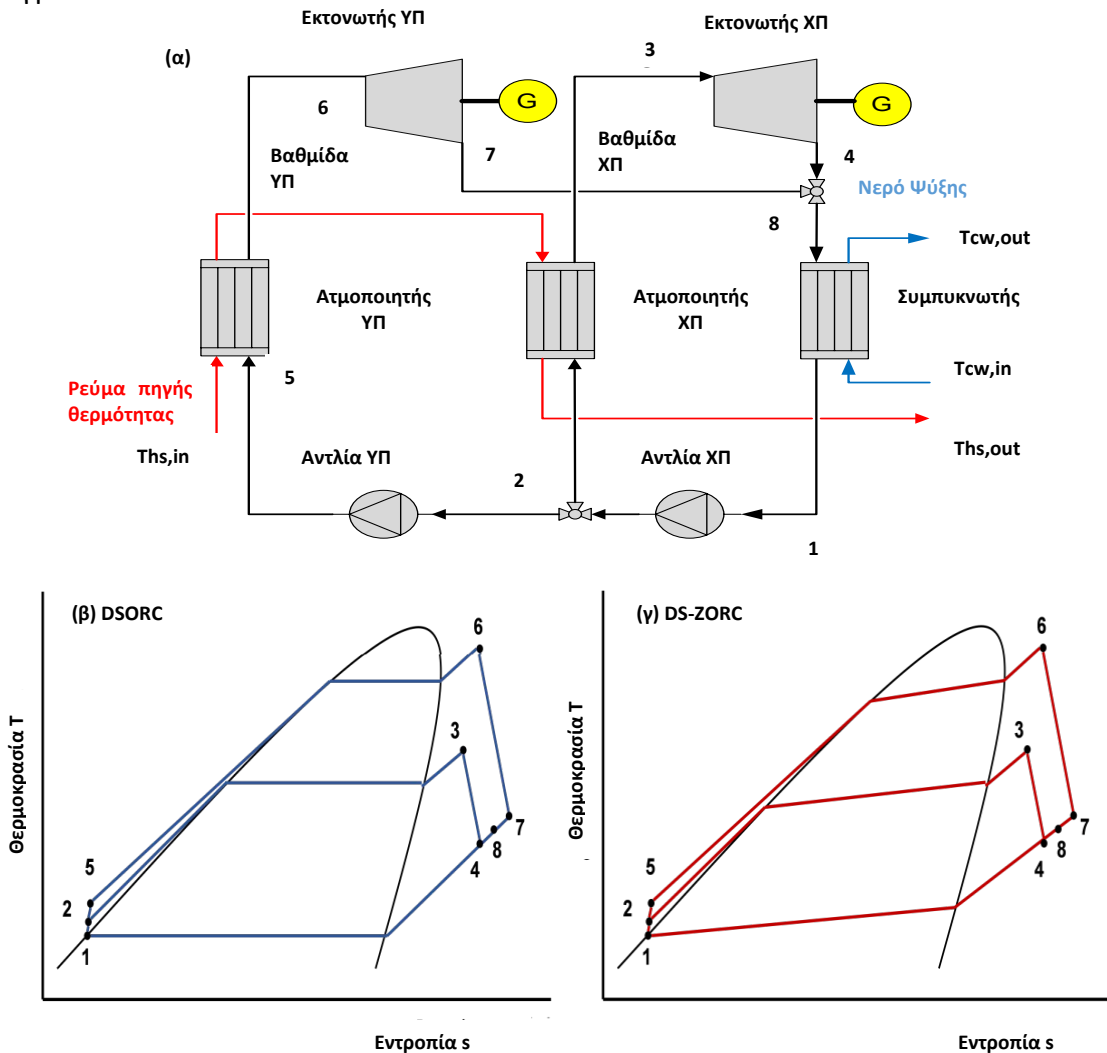 Εκτονωτής ΥΠ
Εκτονωτής ΧΠ
(α)
3
G
G
6
Βαθμίδα
ΥΠ
7
Βαθμίδα
ΧΠ
4
Νερό Ψύξης
8
Tcw,out
Ατμοποιητής
ΥΠ
Ατμοποιητής
ΧΠ
Συμπυκνωτής
5
Tcw,in
Ρεύμα πηγής
θερμότητας
Ths,in
Ths,out
Αντλία ΥΠ
2
Αντλία ΧΠ
1
(β) DSORC
6
3
5
2
1
4
8
7
Θερμοκρασία Τ
Εντροπία s
(γ) DS-ZORC
6
3
5
2
1
4
8
7
Θερμοκρασία Τ
Εντροπία s